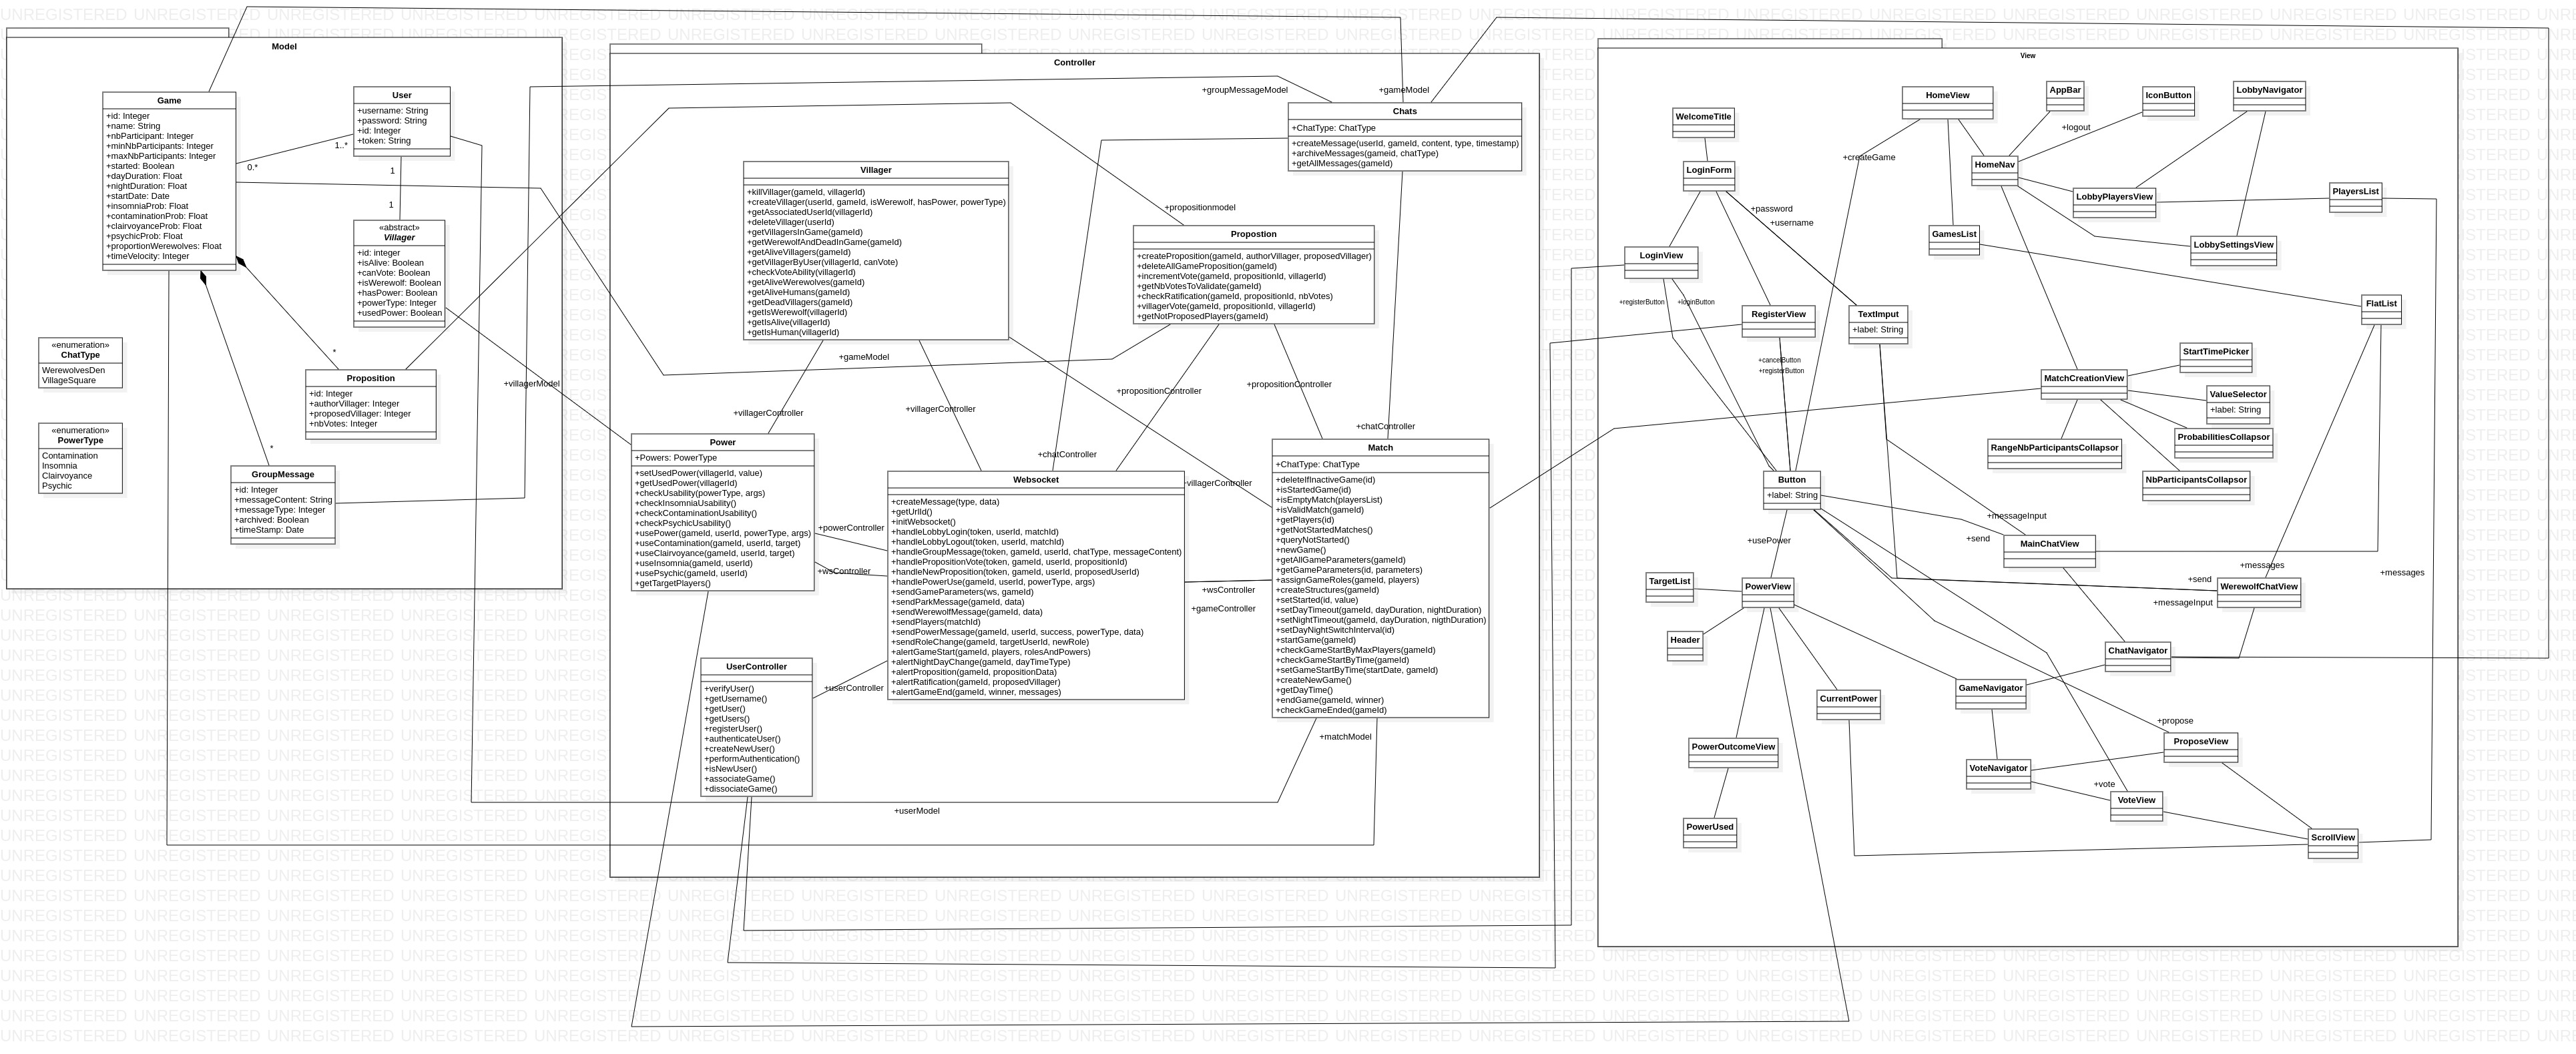 Model
Game
+id: Integer
+name: String
+nbParticipant: Integer
+minNbParticipants: Integer
+maxNbParticipants: Integer
+started: Boolean
+dayDuration: Float
+nightDuration: Float
+startDate: Date
+insomniaProb: Float
+contaminationProb: Float
+clairvoyanceProb: Float
+psychicProb: Float
+proportionWerewolves: Float
+timeVelocity: Integer
User
+username: String
+password: String
+id: Integer
+token: String
1..*
0.*
1
1
«abstract»
Villager
+id: integer
+isAlive: Boolean
+canVote: Boolean
+isWerewolf: Boolean
+hasPower: Boolean
+powerType: Integer
+usedPower: Boolean
«enumeration»
ChatType
WerewolvesDen
VillageSquare
«enumeration»
PowerType
Contamination
Insomnia
Clairvoyance
Psychic
*
Proposition
+id: Integer
+authorVillager: Integer
+proposedVillager: Integer
+nbVotes: Integer
*
GroupMessage
+id: Integer
+messageContent: String
+messageType: Integer
+archived: Boolean
+timeStamp: Date
+villagerModel
Controller
+groupMessageModel
+gameModel
Chats
+ChatType: ChatType
+createMessage(userId, gameId, content, type, timestamp)
+archiveMessages(gameid, chatType)
+getAllMessages(gameId)
Villager
+killVillager(gameId, villagerId)
+createVillager(userId, gameId, isWerewolf, hasPower, powerType)
+getAssociatedUserId(villagerId)
+deleteVillager(userId)
+getVillagersInGame(gameId)
+getWerewolfAndDeadInGame(gameId)
+getAliveVillagers(gameId)
+getVillagerByUser(villagerId, canVote)
+checkVoteAbility(villagerId)
+getAliveWerewolves(gameId)
+getAliveHumans(gameId)
+getDeadVillagers(gameId)
+getIsWerewolf(villagerId)
+getIsAlive(villagerId)
+getIsHuman(villagerId)
+propositionmodel
Propostion
+createProposition(gameId, authorVillager, proposedVillager)
+deleteAllGameProposition(gameId)
+incrementVote(gameId, propositionId, villagerId)
+getNbVotesToValidate(gameId)
+checkRatification(gameId, propositionId, nbVotes)
+villagerVote(gameId, propositionId, villagerId)
+getNotProposedPlayers(gameId)
+gameModel
+villagerController
+villagerController
+propositionController
+propositionController
+chatController
+chatController
+villagerController
Power
+Powers: PowerType
+setUsedPower(villagerId, value)
+getUsedPower(villagerId)
+checkUsability(powerType, args)
+checkInsomniaUsability()
+checkContaminationUsability()
+checkPsychicUsability()
+usePower(gameId, userId, powerType, args)
+useContamination(gameId, userId, target)
+useClairvoyance(gameId, userId, target)
+useInsomnia(gameId, userId)
+usePsychic(gameId, userId)
+getTargetPlayers()
+powerController
+wsController
Websocket
+createMessage(type, data)
+getUrlId()
+initWebsocket()
+handleLobbyLogin(token, userId, matchId)
+handleLobbyLogout(token, userId, matchId)
+handleGroupMessage(token, gameId, userId, chatType, messageContent)
+handlePropositionVote(token, gameId, userId, propositionId)
+handleNewProposition(token, gameId, userId, proposedUserId)
+handlePowerUse(gameId, userId, powerType, args)
+sendGameParameters(ws, gameId)
+sendParkMessage(gameId, data)
+sendWerewolfMessage(gameId, data)
+sendPlayers(matchId)
+sendPowerMessage(gameId, userId, success, powerType, data)
+sendRoleChange(gameId, targetUserId, newRole)
+alertGameStart(gameId, players, rolesAndPowers)
+alertNightDayChange(gameId, dayTimeType)
+alertProposition(gameId, propositionData)
+alertRatification(gameId, proposedVillager)
+alertGameEnd(gameId, winner, messages)
+wsController
+gameController
Match
+ChatType: ChatType
+deleteIfInactiveGame(id)
+isStartedGame(id)
+isEmptyMatch(playersList)
+isValidMatch(gameId)
+getPlayers(id)
+getNotStartedMatches()
+queryNotStarted()
+newGame()
+getAllGameParameters(gameId)
+getGameParameters(id, parameters)
+assignGameRoles(gameId, players)
+createStructures(gameId)
+setStarted(id, value)
+setDayTimeout(gameId, dayDuration, nightDuration)
+setNightTimeout(gameId, dayDuration, nigthDuration)
+setDayNightSwitchInterval(id)
+startGame(gameId)
+checkGameStartByMaxPlayers(gameId)
+checkGameStartByTime(gameId)
+setGameStartByTime(startDate, gameId)
+createNewGame()
+getDayTime()
+endGame(gameId, winner)
+checkGameEnded(gameId)
UserController
+verifyUser()
+getUsername()
+getUser()
+getUsers()
+registerUser()
+authenticateUser()
+createNewUser()
+performAuthentication()
+isNewUser()
+associateGame()
+dissociateGame()
+userController
+matchModel
+userModel
View
WelcomeTitle
LoginForm
+password
+username
LoginView
+registerButton
+loginButton
RegisterView
+cancelButton
+registerButton
TextImput
+label: String
HomeView
+createGame
AppBar
IconButton
LobbyNavigator
+logout
HomeNav
LobbyPlayersView
PlayersList
GamesList
LobbySettingsView
FlatList
StartTimePicker
MatchCreationView
ValueSelector
+label: String
RangeNbParticipantsCollapsor
ProbabilitiesCollapsor
NbParticipantsCollapsor
Button
+label: String
+usePower
+messageInput
+send
MainChatView
+messages
+messages
+send
WerewolfChatView
+messageInput
TargetList
PowerView
Header
ChatNavigator
GameNavigator
CurrentPower
+propose
ProposeView
PowerOutcomeView
VoteNavigator
+vote
VoteView
PowerUsed
ScrollView
UNREGISTERED